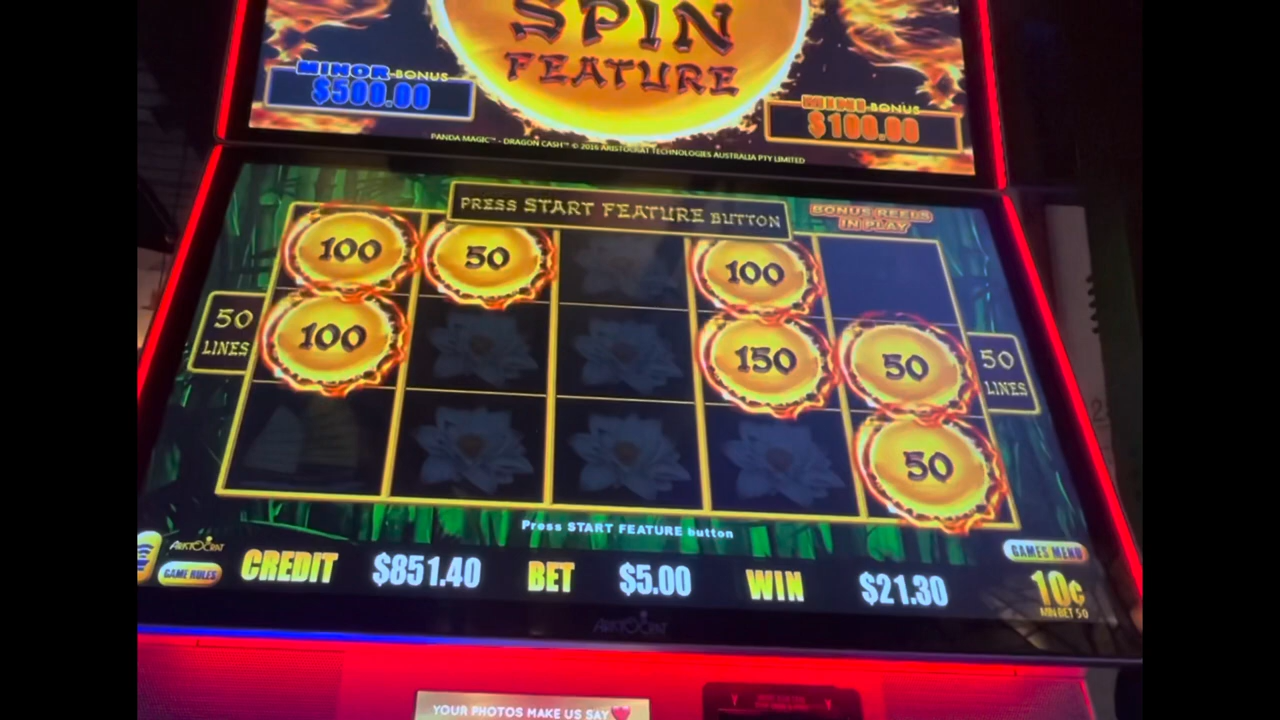 SPIN
FEATURE
MINOR BONUS
$500.00
MINI BONUS
$100.00
PANDA MAGIC™ - DRAGON CASH™ © 2016 ARISTOCRAT TECHNOLOGIES AUSTRALIA PTY LIMITED
PRESS START FEATURE BUTTON
BONUS REELS
IN PLAY
100
50
100
50
LINES
100
150
50
50
LINES
50
Press START FEATURE button
ARISTOCRAT
GAME RULES
CREDIT
$851.40
BET
$5.00
WIN
$21.30
GAMES MENU
10¢
MIN BET 50
ARISTOCRAT
YOUR PHOTOS MAKE US SAY